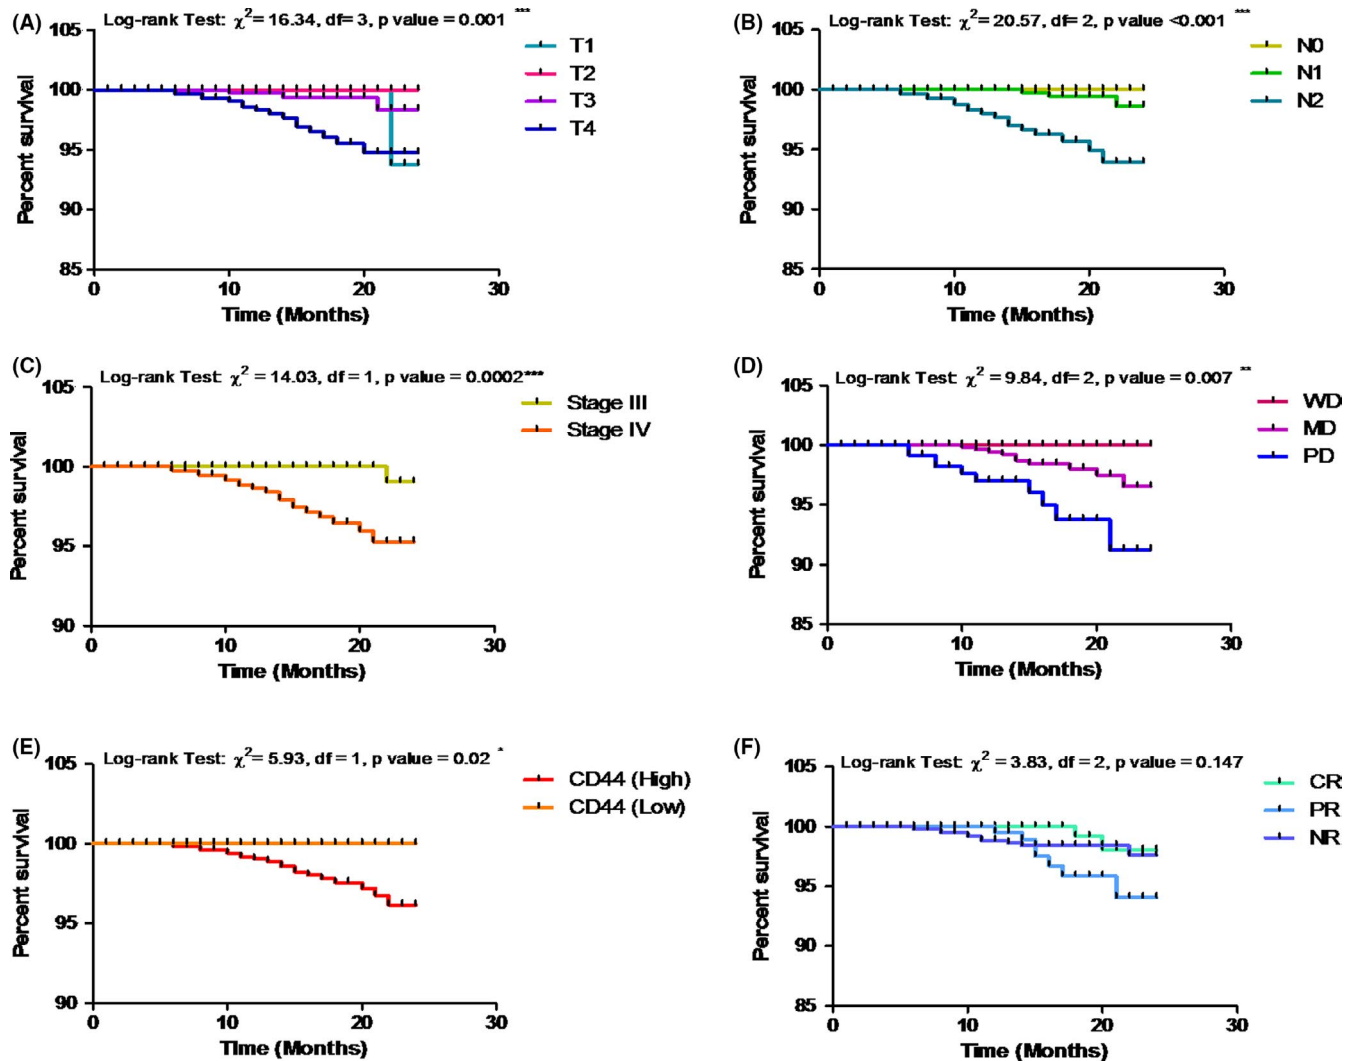 (A) Log-rank Test: χ2= 16.34, df= 3, p value = 0.001 ***
105
100
95
90
85
Percent survival
0 10 20 30
Time (Months)
T1
T2
T3
T4
(B) Log-rank Test: χ2= 20.57, df= 2, p value <0.001 ***
105
100
95
90
85
Percent survival
0 10 20 30
Time (Months)
N0
N1
N2
(C) Log-rank Test: χ2 = 14.03, df= 1, p value = 0.0002***
105
100
95
90
Percent survival
0 10 20 30
Time (Months)
Stage III
Stage IV
(D) Log-rank Test: χ2 = 9.84, df= 2, p value = 0.007 **
105
100
95
90
85
Percent survival
0 10 20 30
Time (Months)
WD
MD
PD
(E) Log-rank Test: χ2= 5.93, df= 1, p value = 0.02 *
105
100
95
90
Percent survival
0 10 20 30
TIme (Months)
CD44 (High)
CD44 (Low)
(F) Log-rank Test: χ2 = 3.83, df= 2, p value = 0.147
105
100
95
90
85
Percent survival
0 10 20 30
Time (Months)
CR
PR
NR